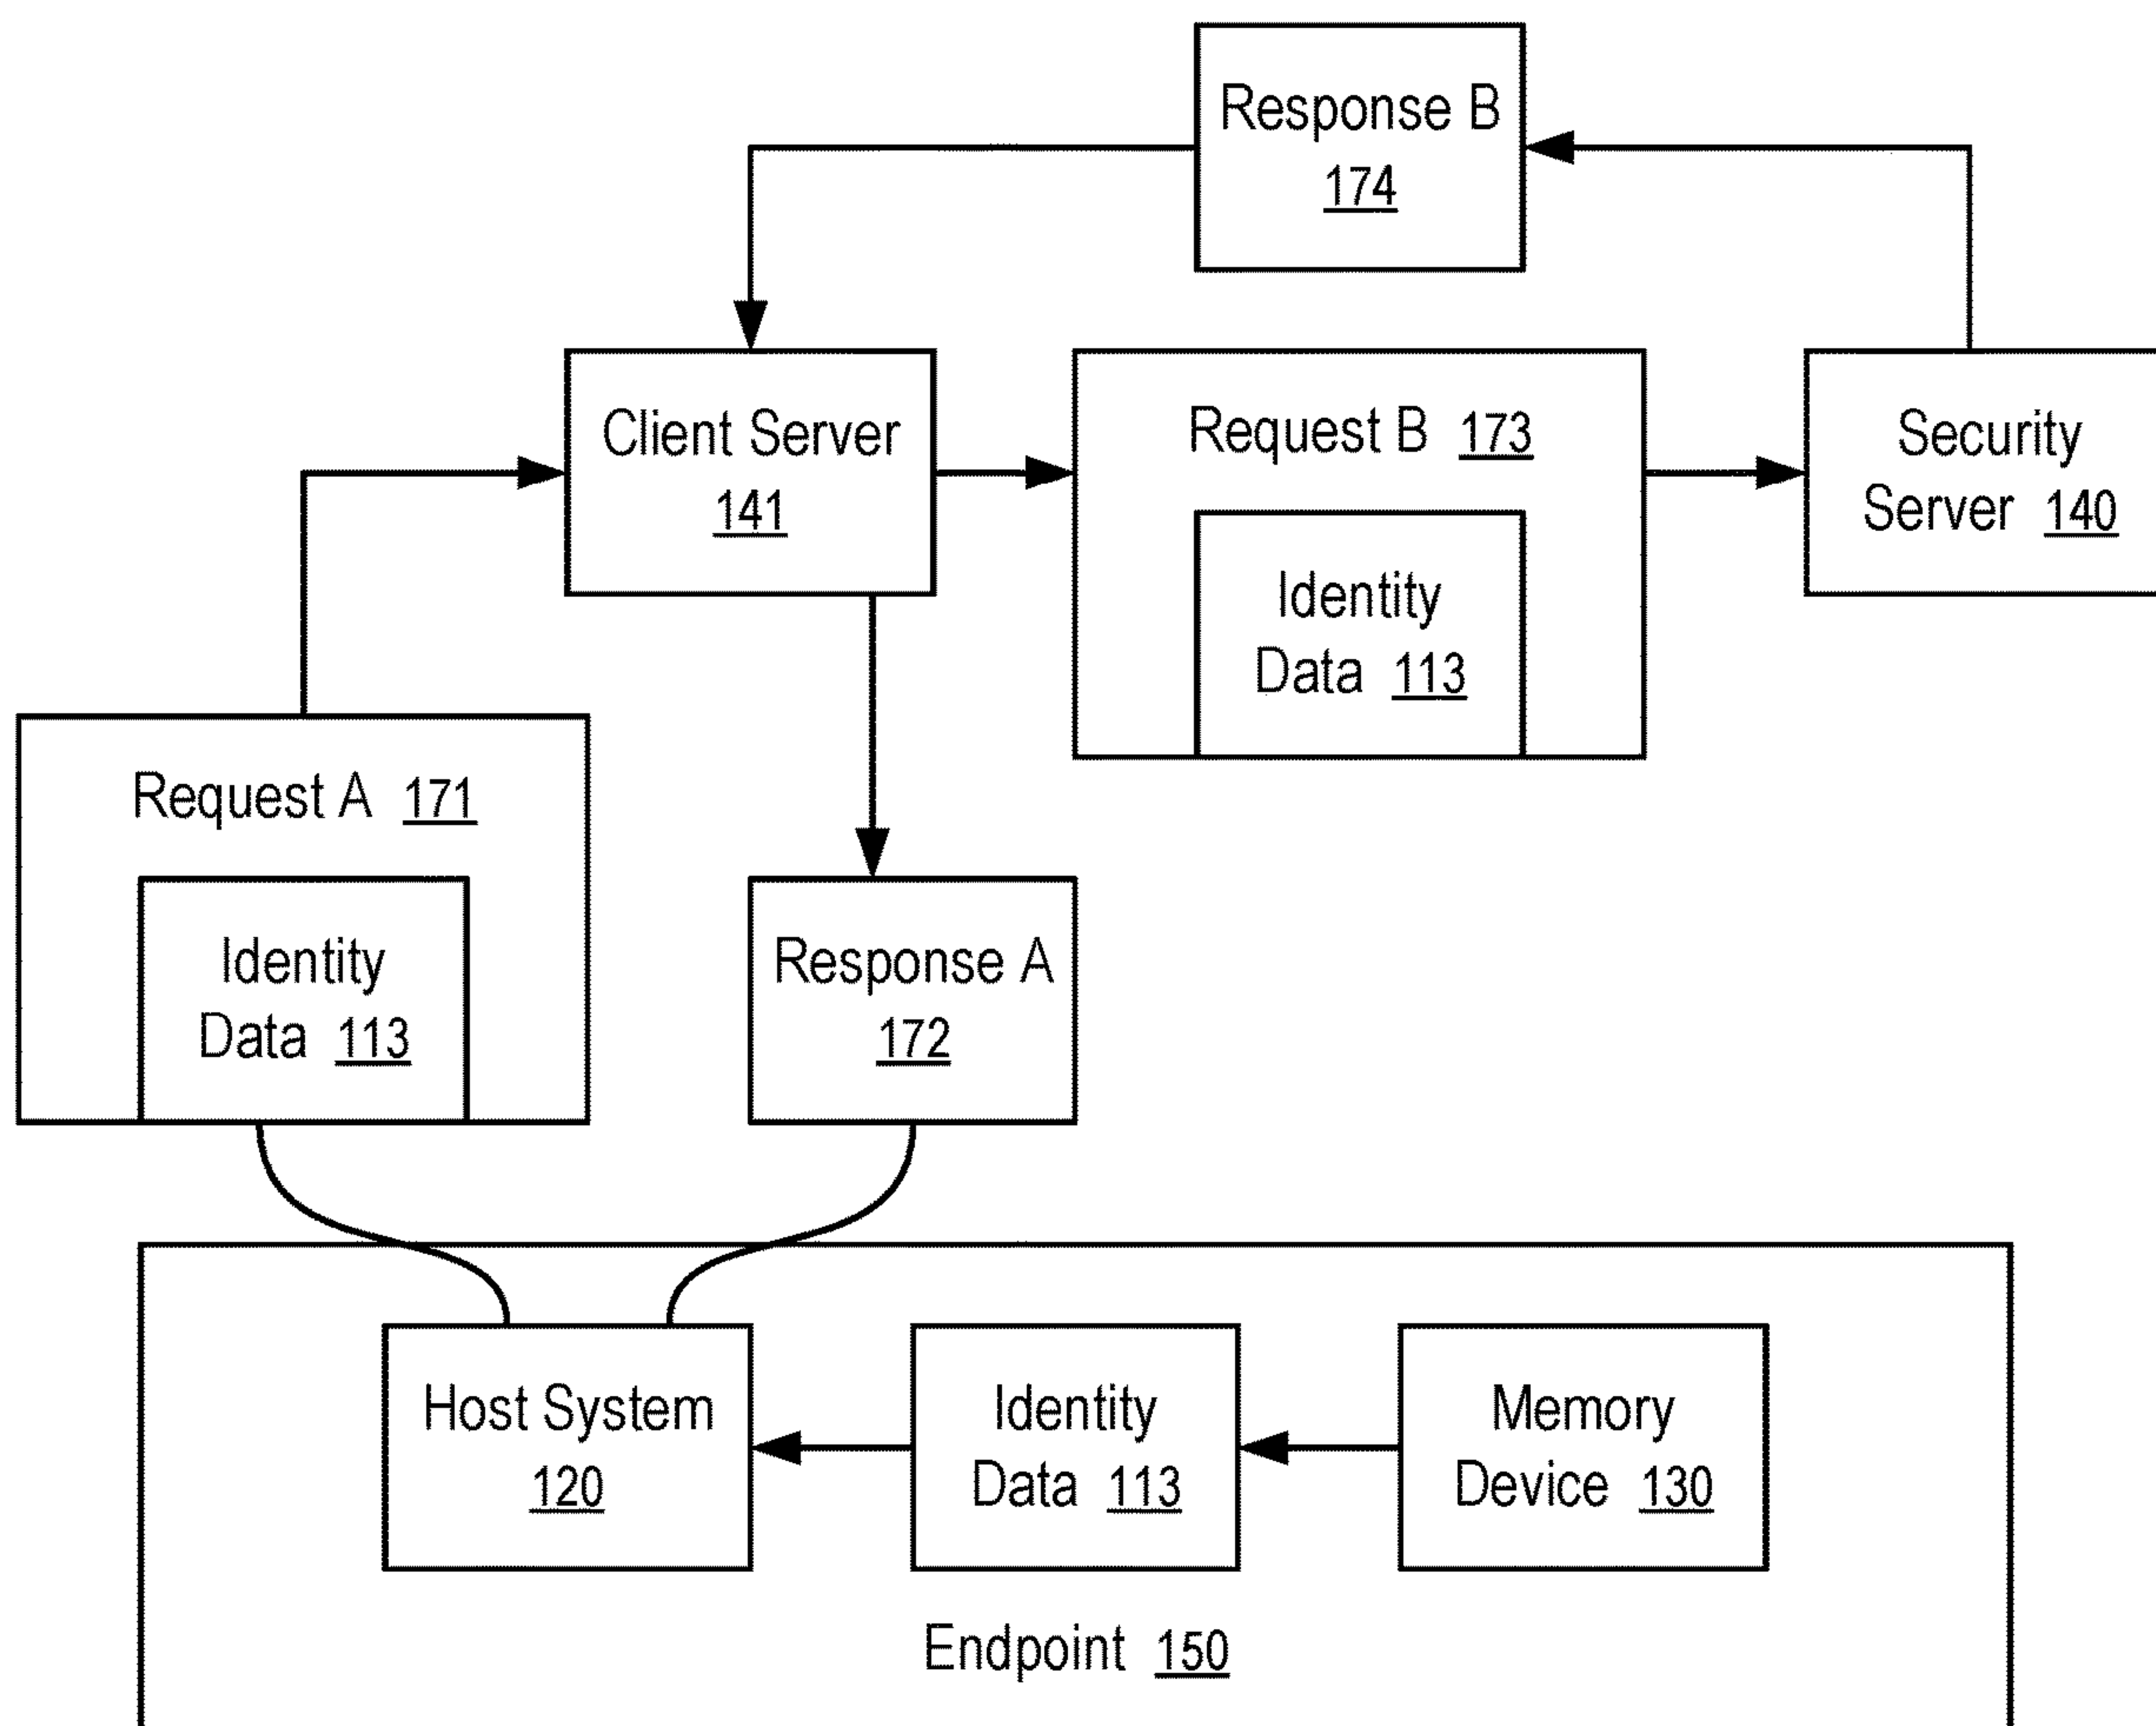 Response B
174
Client Server
141
Request B 173
Identity
Data 113
Security
Server 140
Request A 171
Identity
Data 113
Response A
172
Host System
120
Identity
Data 113
Memory
Device 130
Endpoint 150